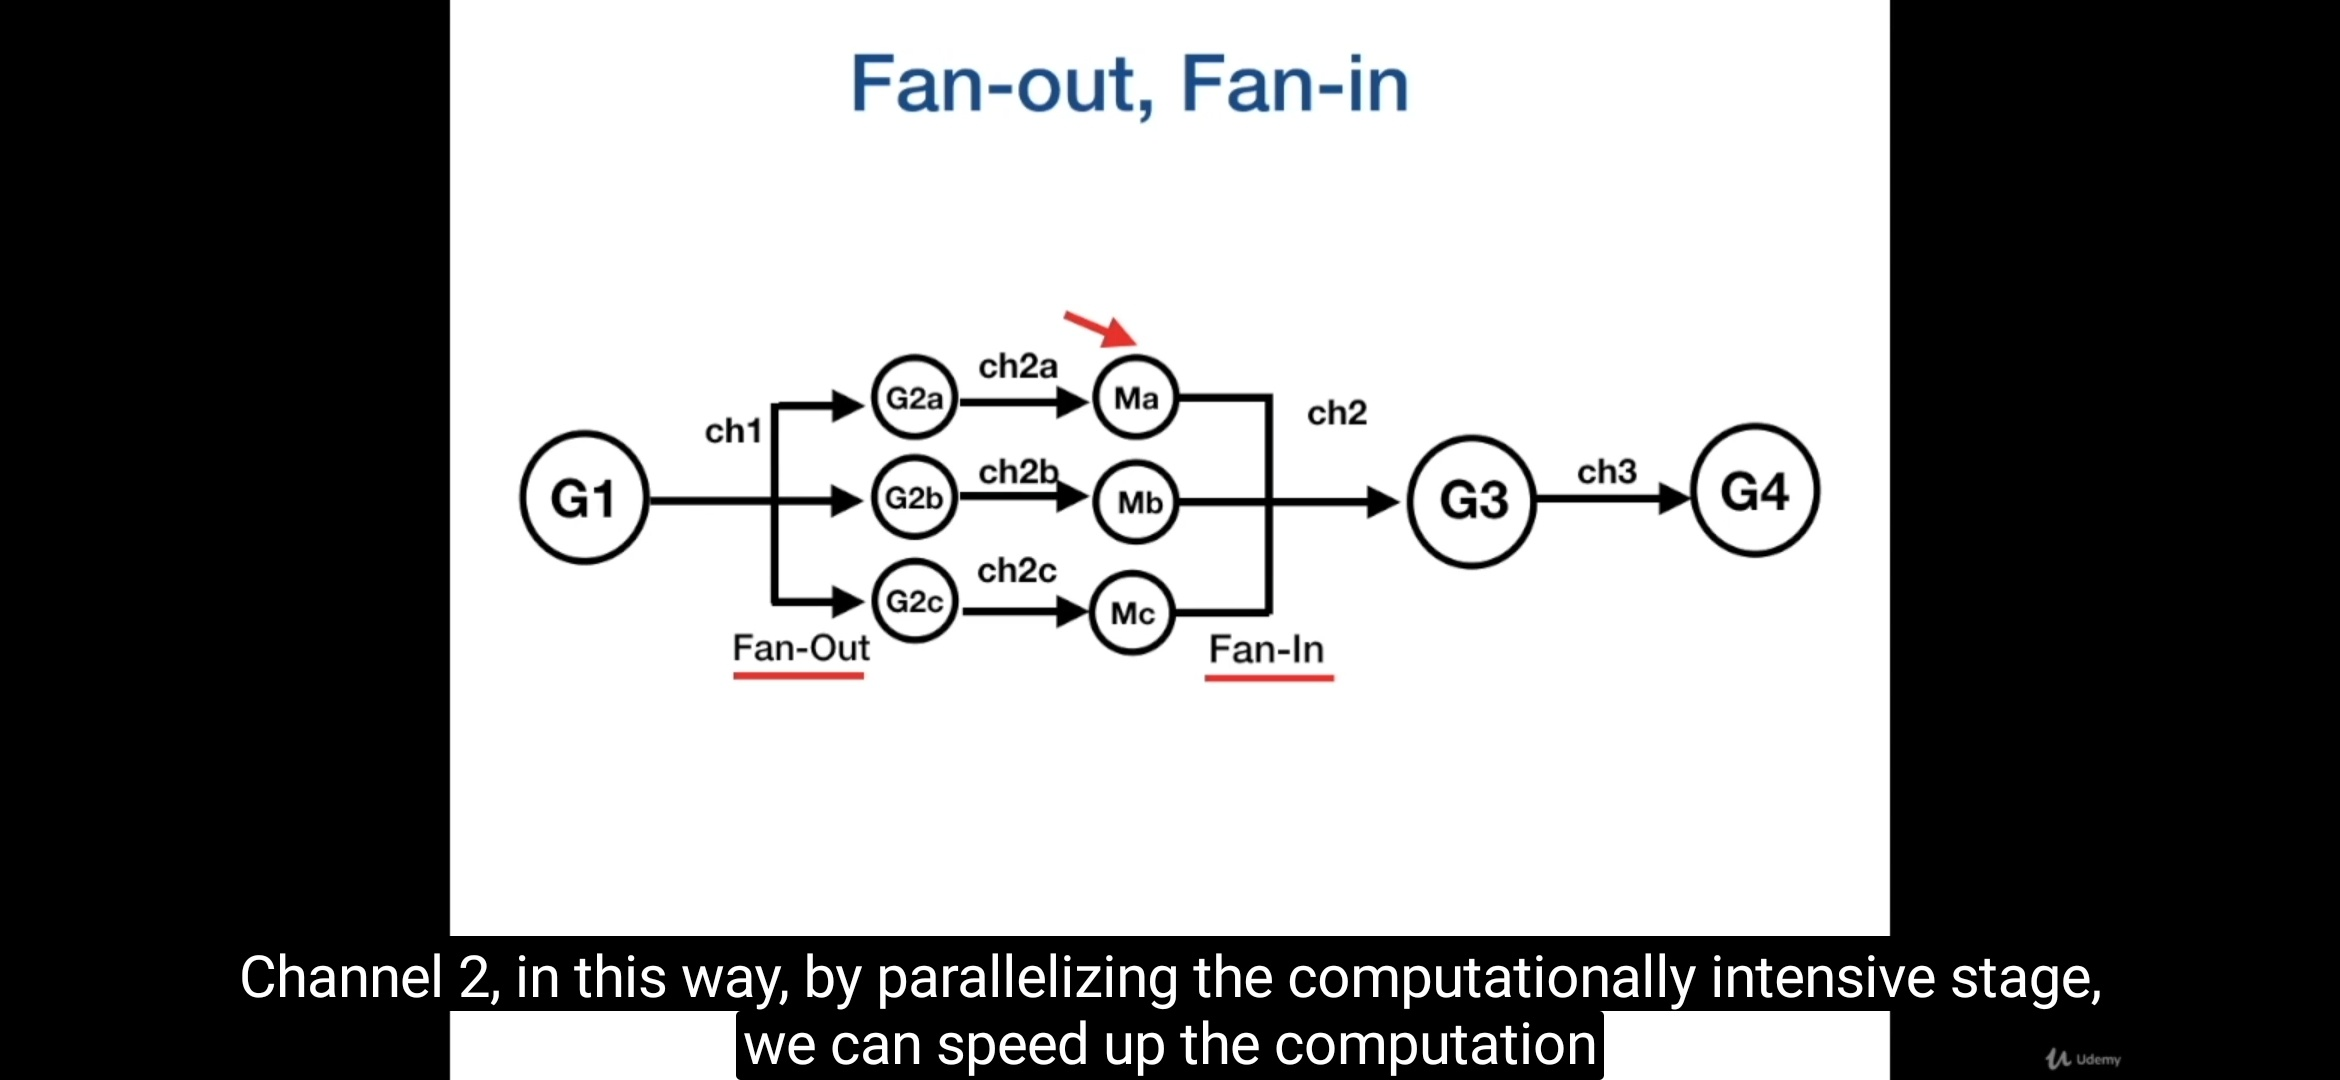 Fan-out, Fan-in
ch1
ch2a
ch2b
ch2c
ch2
ch3
G1
G2a
G2b
G2c
Ma
Mb
Mc
G3
G4
Fan-Out
Fan-In
Channel 2, in this way, by parallelizing the computationally intensive stage,
we can speed up the computation
Udemy